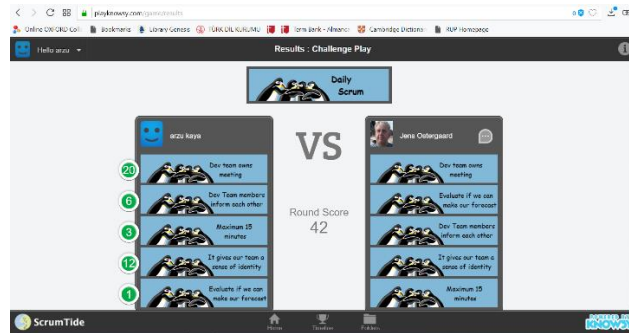 playknowsy.com/game/results
Online OXFORD Coll
Bookmarks
Library Genesis
TÜRK DİL KURUMU
Term Bank - Almanc
Cambridge Dictionar
RUP Homepage
Hello arzu
Results : Challenge Play
Daily
Scrum
arzu kaya
VS
Jens Ostergaard
20
Dev team owns
meeting
6
Dev Team members
inform each other
3
Maximum 15
minutes
12
It gives our team a
sense of identity
1
Evaluate if we can
make our forecast
Round Score
42
Dev team owns
meeting
Evaluate if we can
make our forecast
Dev Team members
inform each other
It gives our team a
sense of identity
Maximum 15
minutes
ScrumTide
Home
Timeline
POWERED BY
KNOWSY